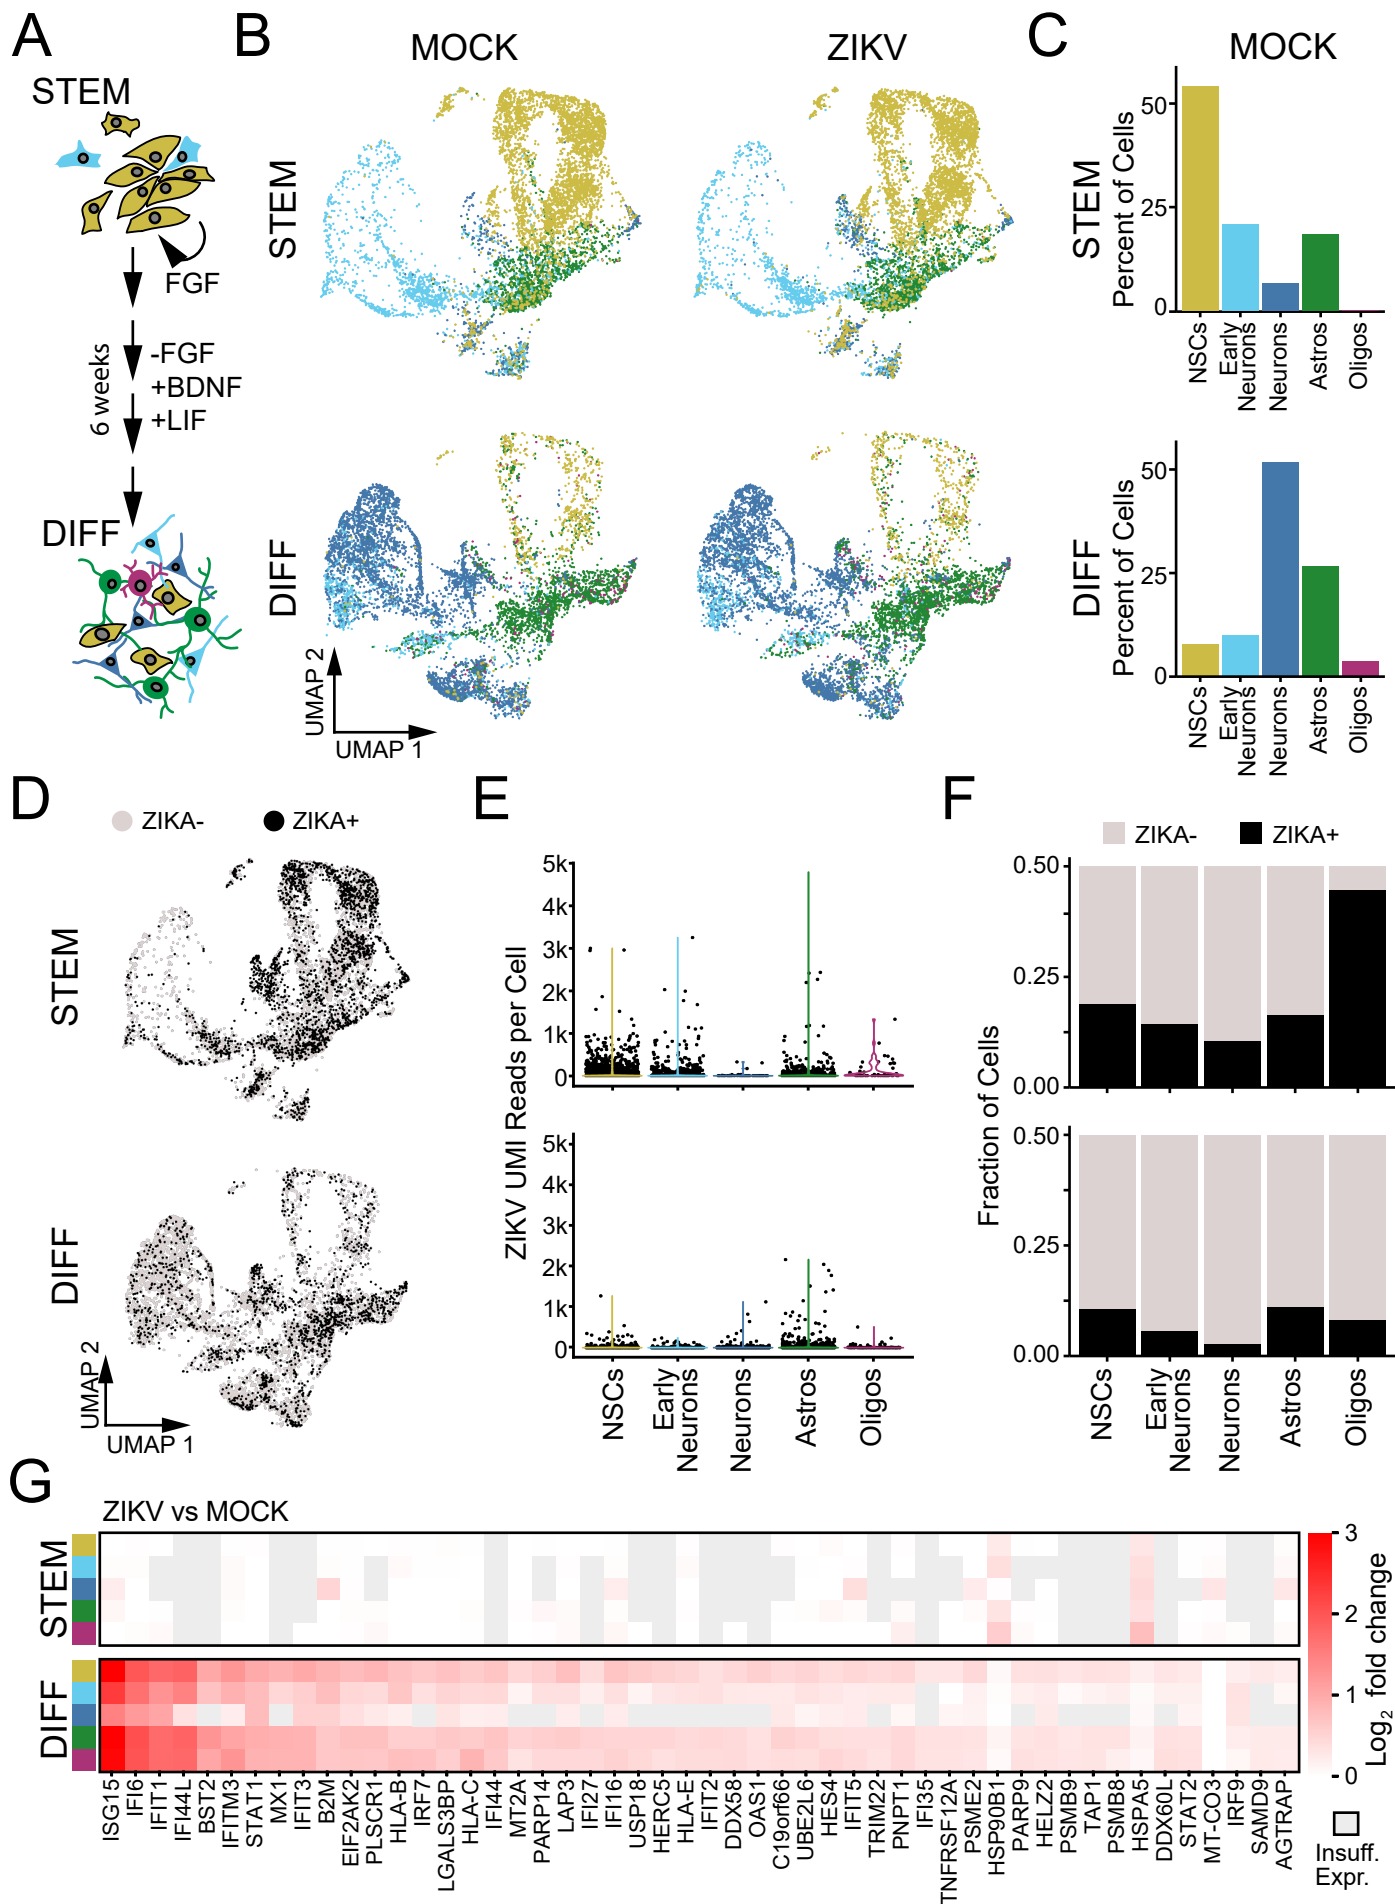 A
STEM
FGF
6 weeks
-FGF
+BDNF
+LIF
DIFF
B
MOCK
ZIKV
STEM
DIFF
UMAP 2
UMAP 1
C
MOCK
STEM
Percent of Cells
50
25
0
NSCs
Early
Neurons
Neurons
Astros
Oligos
DIFF
Percent of Cells
50
25
0
NSCs
Early
Neurons
Neurons
Astros
Oligos
D
ZIKA-
ZIKA+
STEM
DIFF
UMAP 2
UMAP 1
E
ZIKV UMI Reads per Cell
5k
4k
3k
2k
1k
0
5k
4k
3k
2k
1k
0
NSCs
Early
Neurons
Neurons
Astros
Oligos
F
ZIKA-
ZIKA+
Fraction of Cells
0.50
0.25
0.00
0.50
0.25
0.00
NSCs
Early
Neurons
Neurons
Astros
Oligos
G
ZIKV vs MOCK
STEM
DIFF
ISG15
IFI6
IFIT1
IFI44L
BST2
IFITM3
STAT1
MX1
IFIT3
B2M
EIF2AK2
PLSCR1
HLA-B
IRF7
LGALS3BP
HLA-C
IFI44
MT2A
PARP14
LAP3
IFI27
IFI16
USP18
HERC5
HLA-E
IFIT2
DDX58
OAS1
C19orf66
UBE2L6
HES4
IFIT5
TRIM22
PNPT1
IFI35
TNFRSF12A
PSME2
HSP90B1
PARP9
HELZ2
PSMB9
TAP1
PSMB8
HSPA5
DDX60L
STAT2
MT-CO3
IRF9
SAMD9
AGTRAP
3
2
1
0
Log₂ fold change
Insuff.
Expr.